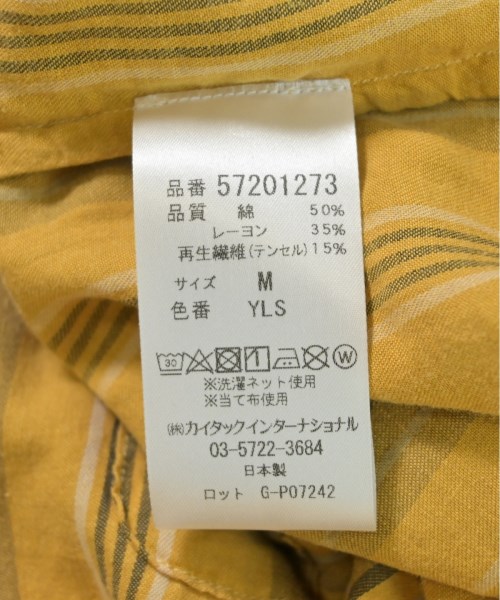 品番 57201273
品質 綿 50%
レーヨン 35%
再生繊維(テンセル)15%
サイズ M
色番 YLS
30 W
※洗濯ネット使用
※当て布使用
㈱カイタックインターナショナル
03-5722-3684
日本製
ロット G-P07242